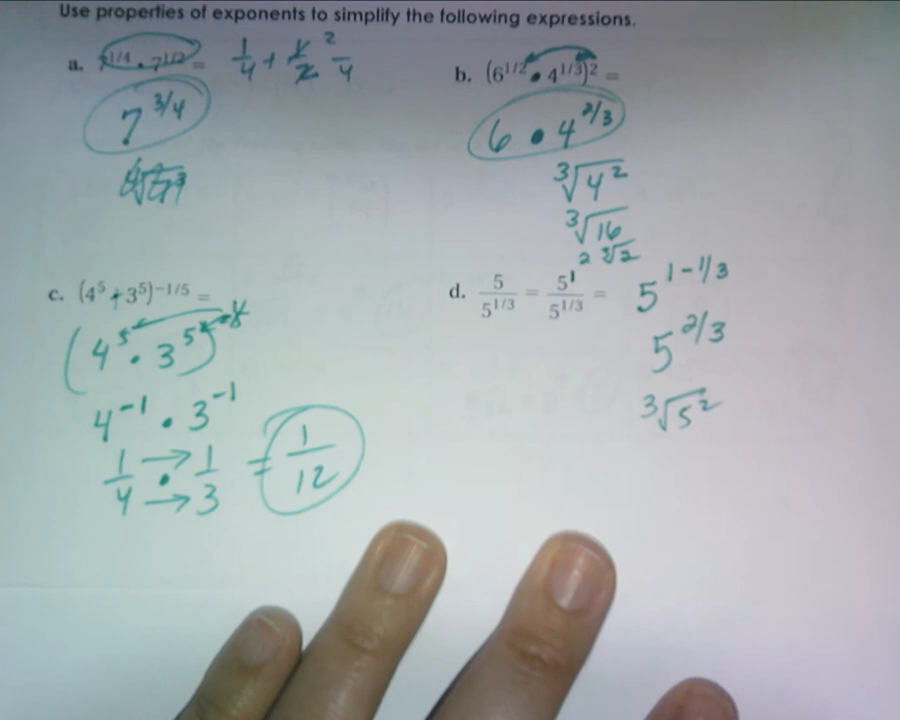 Use properties of exponents to simplify the following expressions.
a. 7^{1/4} • 7^{1/2} = 1/4 + 1/2 2/4
7^{3/4}
b. (6^{1/2} • 4^{1/3})^2 =
6 • 4^{2/3}
∛4^2
∛16
2 ∛2
c. (4^5 + 3^5)^{-1/5} =
(4^5 • 3^5)
4^{-1} • 3^{-1}
1/4 → • → 1/3 = 1/12
d. 5/5^{1/3} = 5^1/5^{1/3} = 5^{1-1/3}
5^{2/3}
∛5^2